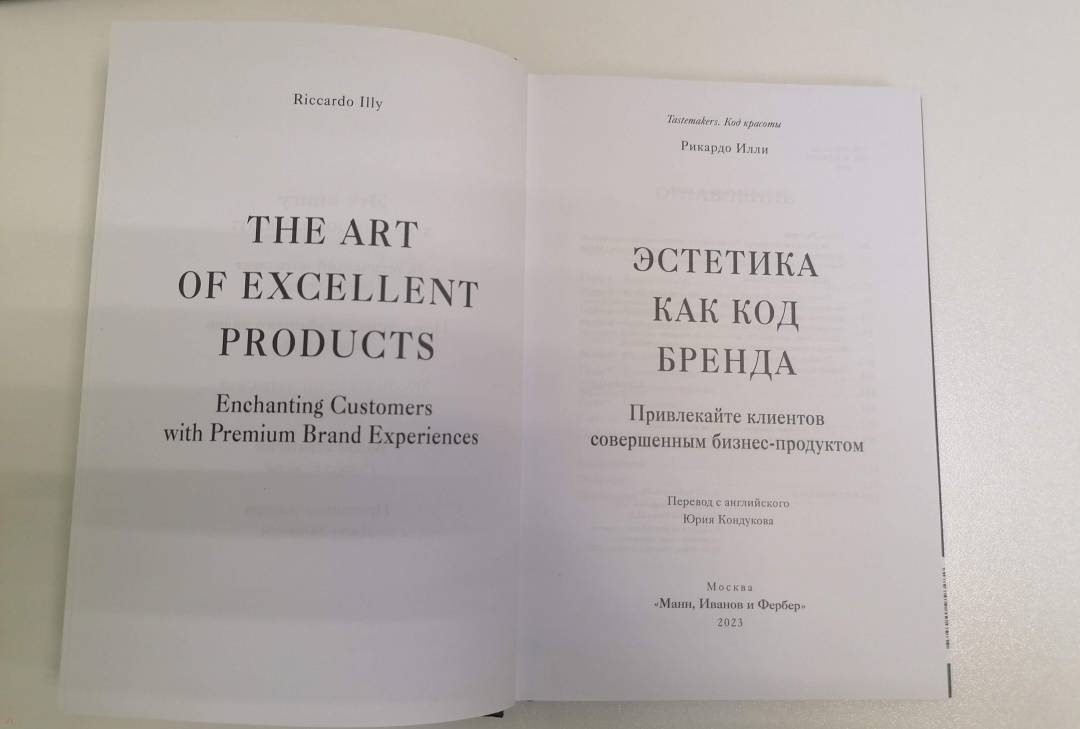 Riccardo Illy
THE ART
OF EXCELLENT
PRODUCTS
Enchanting Customers
with Premium Brand Experiences
Tastemakers. Код красоты
Рикардо Илли
ЭСТЕТИКА
КАК КОД
БРЕНДА
Привлекайте клиентов
совершенным бизнес-продуктом
Перевод с английского
Юрия Кондукова
Москва
«Манн, Иванов и Фербер»
2023